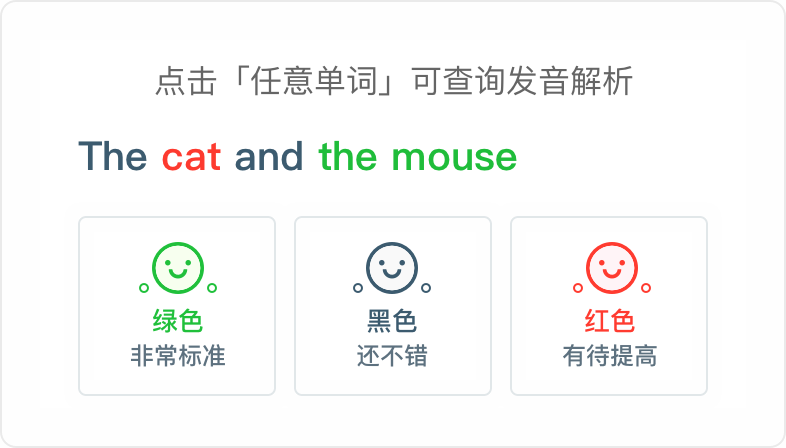 点击「任意单词」可查询发音解析
The cat and the mouse
绿色 黑色 红色
非常标准 还不错 有待提高